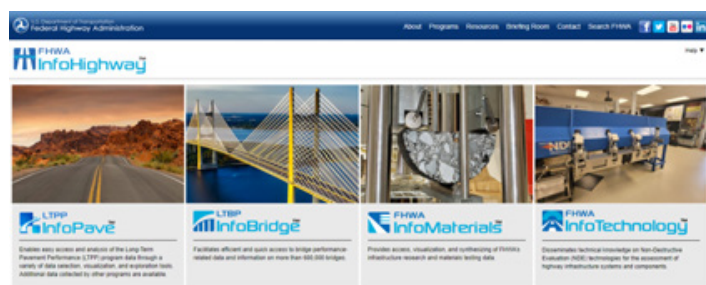 U.S. Department of Transportation
Federal Highway Administration
About Programs Resources Briefing Room Contact Search FHWA
Help
FHWA
InfoHighway
LTPP
InfoPave
Enables easy access and analysis of the Long-Term
Pavement Performance (LTPP) program data through a
variety of data selection, visualization, and exploration tools.
Additional data collected by other programs are available.
LTBP
InfoBridge
Facilitates efficient and quick access to bridge performance-
related data and information on more than 600,000 bridges.
FHWA
InfoMaterials
Provides access, visualization, and synthesizing of FHWA's
infrastructure research and materials testing data.
NDE
FHWA
InfoTechnology
Disseminates technical knowledge on Non-Destructive
Evaluation (NDE) technologies for the assessment of
highway infrastructure systems and components.